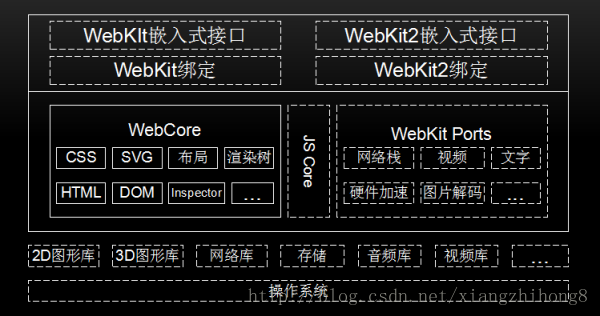 WebKIt嵌入式接口 WebKit2嵌入式接口
WebKit绑定 WebKit2绑定
WebCore
JS Core
WebKit Ports
CSS SVG 布局 渲染树 网络栈 视频 文字
HTML DOM Inspector ... 硬件加速 图片解码 ...
2D图形库 3D图形库 网络库 存储 音频库 视频库 ...
操作系统
http://blog.csdn.net/xiangzhihong8